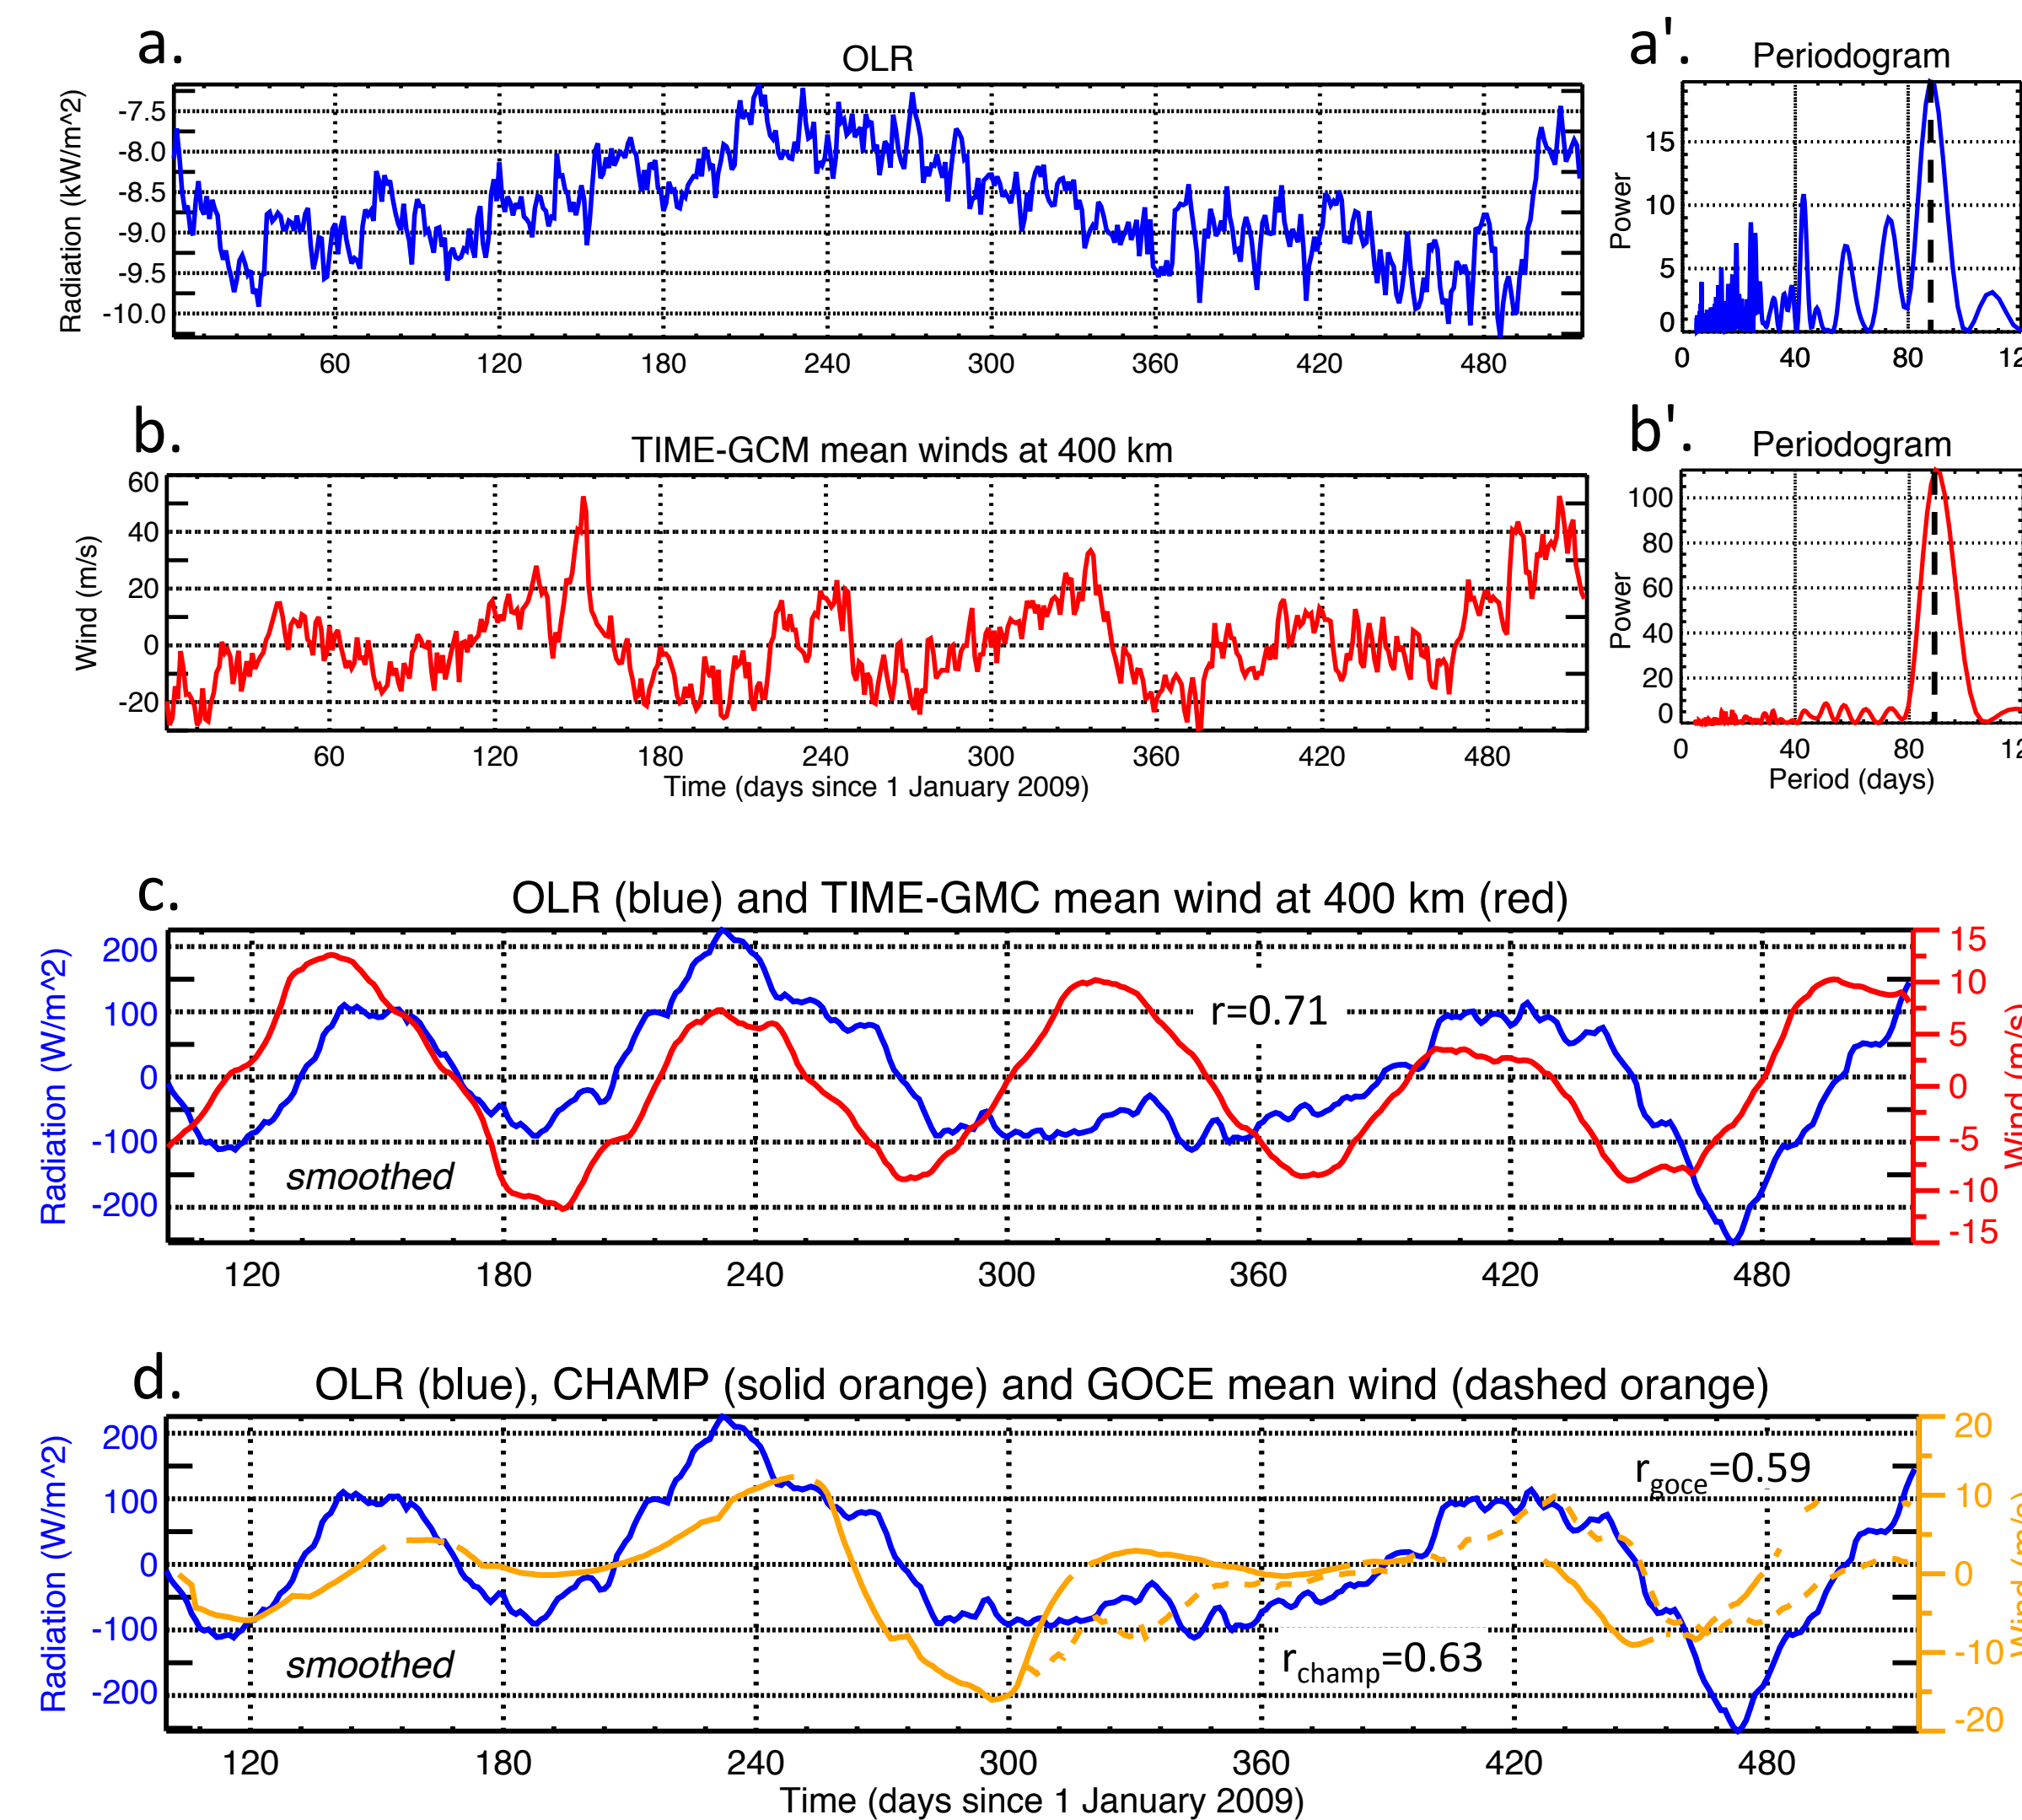 a.
OLR
Radiation (kW/m^2)
-7.5
-8.0
-8.5
-9.0
-9.5
-10.0
60 120 180 240 300 360 420 480
a'.
Periodogram
Power
15
10
5
0
0 40 80 12
b.
TIME-GCM mean winds at 400 km
Wind (m/s)
60
40
20
0
-20
60 120 180 240 300 360 420 480
Time (days since 1 January 2009)
b'.
Periodogram
Power
100
80
60
40
20
0
0 40 80 12
Period (days)
c.
OLR (blue) and TIME-GMC mean wind at 400 km (red)
Radiation (W/m^2)
200
100
0
-100
-200
r=0.71
smoothed
15
10
5
0
-5
-10
-15
Wind (m/s)
120 180 240 300 360 420 480
d.
OLR (blue), CHAMP (solid orange) and GOCE mean wind (dashed orange)
Radiation (W/m^2)
200
100
0
-100
-200
rgoce=0.59
rchamp=0.63
smoothed
20
10
0
-10
-20
Wind (m/s)
120 180 240 300 360 420 480
Time (days since 1 January 2009)